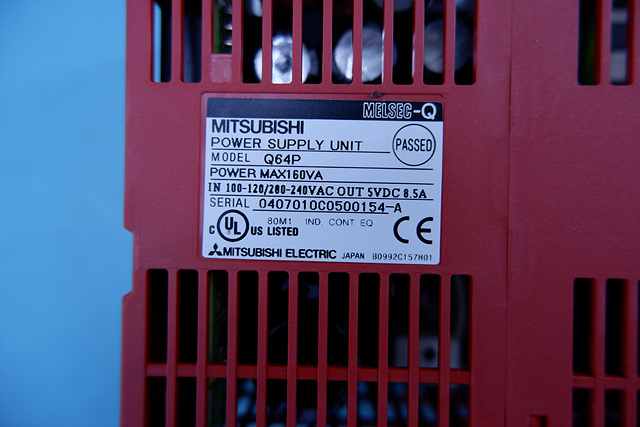 MELSEC-Q
MITSUBISHI
POWER SUPPLY UNIT
PASSED
MODEL Q64P
POWER MAX160VA
IN 100-120/200-240VAC OUT 5VDC 8.5A
SERIAL 0407010C0500154-A
C UL US LISTED 80M1 IND. CONT EQ CE
MITSUBISHI ELECTRIC JAPAN BD992C157H01